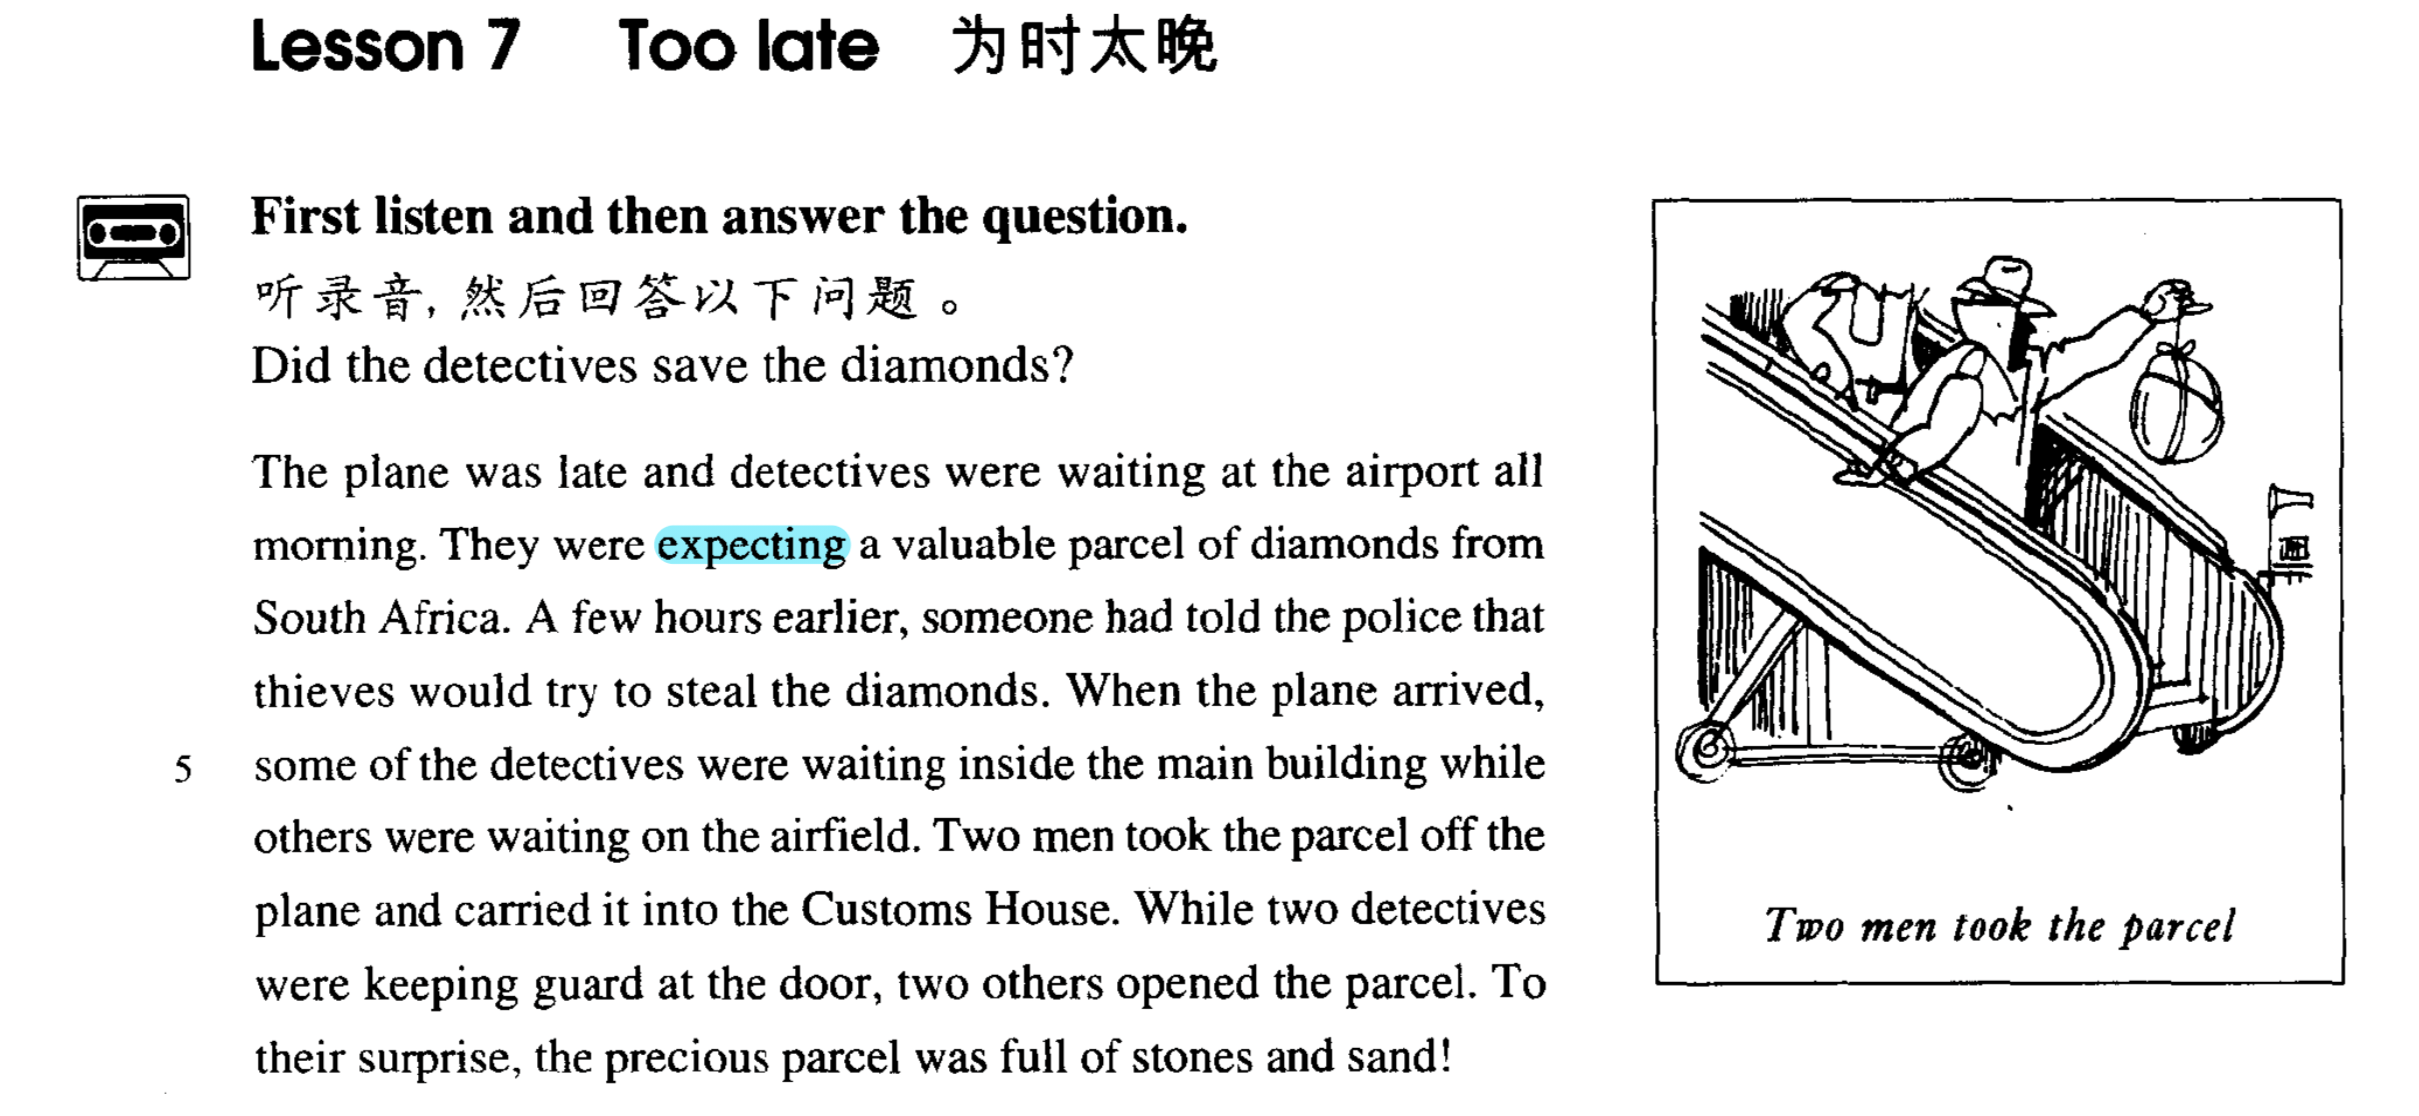 Lesson 7 Too late 为时太晚
First listen and then answer the question.
听录音，然后回答以下问题。
Did the detectives save the diamonds?
The plane was late and detectives were waiting at the airport all
morning. They were expecting a valuable parcel of diamonds from
South Africa. A few hours earlier, someone had told the police that
thieves would try to steal the diamonds. When the plane arrived,
5 some of the detectives were waiting inside the main building while
others were waiting on the airfield. Two men took the parcel off the
plane and carried it into the Customs House. While two detectives
were keeping guard at the door, two others opened the parcel. To
their surprise, the precious parcel was full of stones and sand!
Two men took the parcel